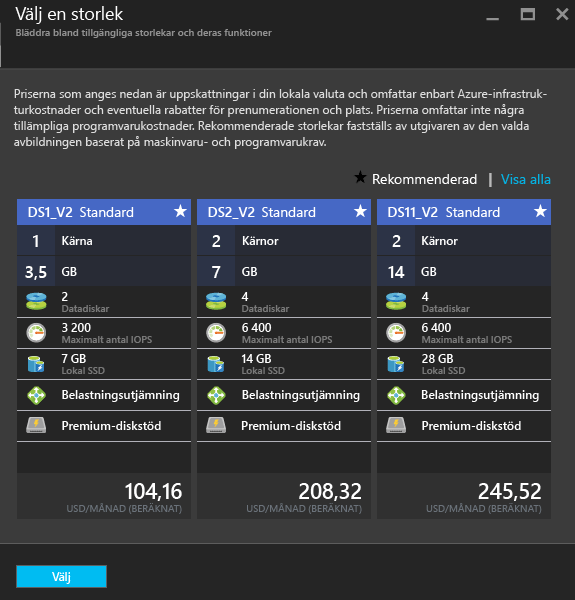 Välj en storlek
Bläddra bland tillgängliga storlekar och deras funktioner
Priserna som anges nedan är uppskattningar i din lokala valuta och omfattar enbart Azure-infrastruk-
turkostnader och eventuella rabatter för prenumerationen och plats. Priserna omfattar inte några
tillämpliga programvarukostnader. Rekommenderade storlekar fastställs av utgivaren av den valda
avbildningen baserat på maskinvaru- och programvarukrav.
★ Rekommenderad | Visa alla
DS1_V2 Standard ★
1 Kärna
3,5 GB
2
Datadiskar
3 200
Maximalt antal IOPS
7 GB
Lokal SSD
Belastningsutjämning
Premium-diskstöd
104,16
USD/MÅNAD (BERÄKNAT)
DS2_V2 Standard ★
2 Kärnor
7 GB
4
Datadiskar
6 400
Maximalt antal IOPS
14 GB
Lokal SSD
Belastningsutjämning
Premium-diskstöd
208,32
USD/MÅNAD (BERÄKNAT)
DS11_V2 Standard ★
2 Kärnor
14 GB
4
Datadiskar
6 400
Maximalt antal IOPS
28 GB
Lokal SSD
Belastningsutjämning
Premium-diskstöd
245,52
USD/MÅNAD (BERÄKNAT)
Välj